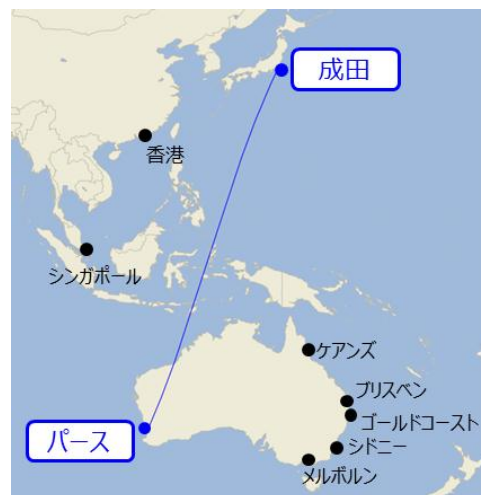 成田
香港
シンガポール
ケアンズ
ブリスベン
ゴールドコースト
パース
シドニー
メルボルン